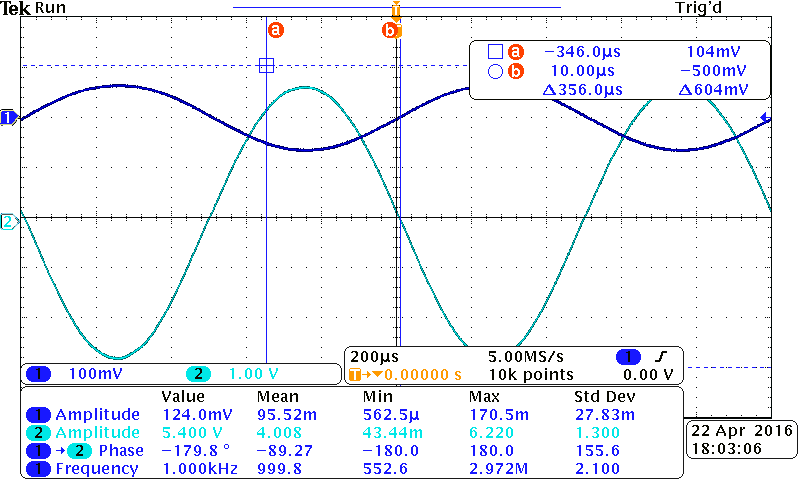 Tek Run Trig'd
T
a b
a −346.0µs 104mV
b 10.00µs −500mV
Δ356.0µs Δ604mV
1
2
1 100mV 2 1.00 V
200µs 5.00MS/s 1
T→▼0.00000 s 10k points 0.00 V
Value Mean Min Max Std Dev
1 Amplitude 124.0mV 95.52m 562.5µ 170.5m 27.83m
2 Amplitude 5.400 V 4.008 43.44m 6.220 1.300
1 → 2 Phase −179.8 ° −89.27 −180.0 180.0 155.6
1 Frequency 1.000kHz 999.8 552.6 2.972M 2.100
22 Apr 2016
18:03:06